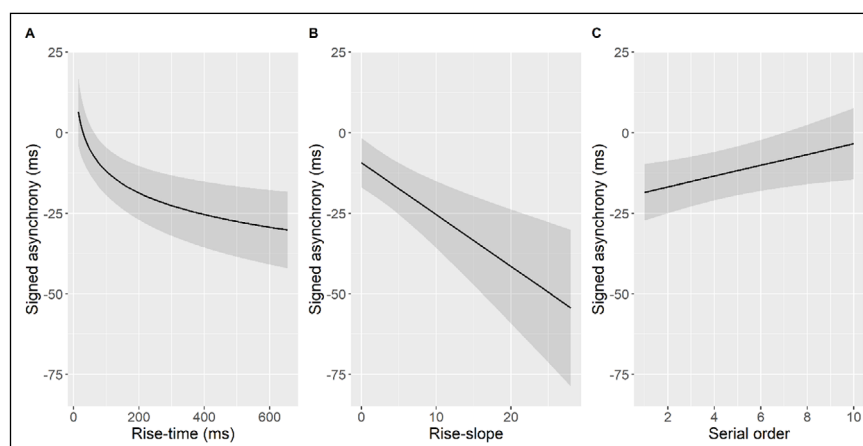 A B C
25 25 25
0 0 0
-25 -25 -25
-50 -50 -50
-75 -75 -75
Signed asynchrony (ms) Signed asynchrony (ms) Signed asynchrony (ms)
0 200 400 600 0 10 20 2 4 6 8 10
Rise-time (ms) Rise-slope Serial order